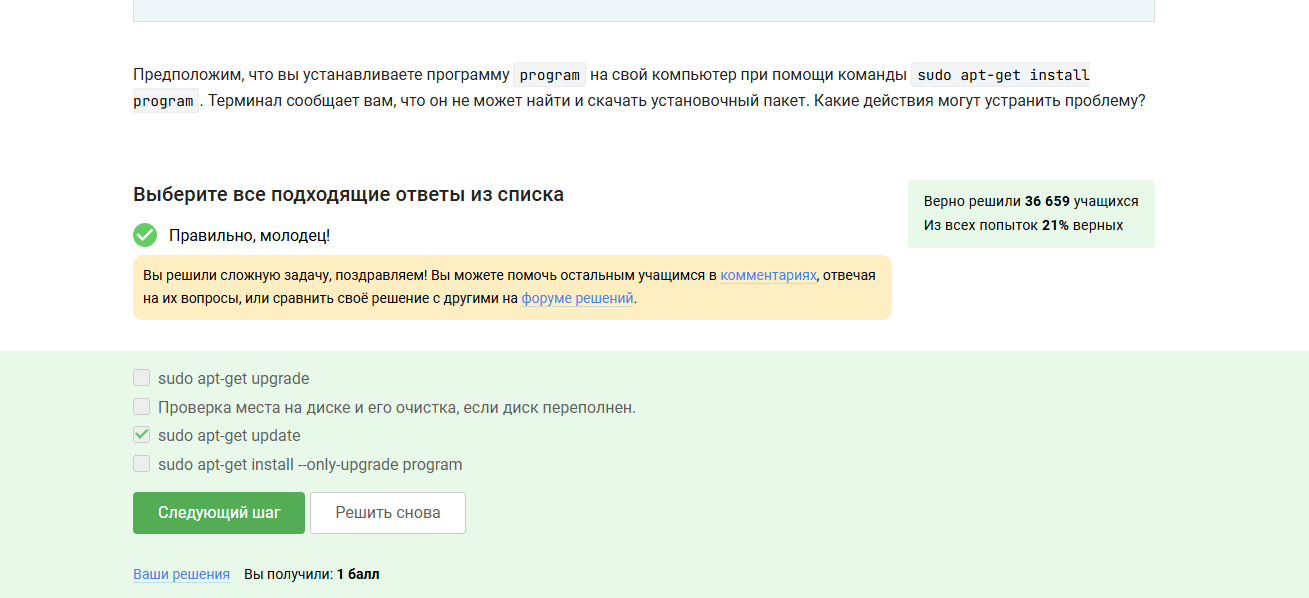 Предположим, что вы устанавливаете программу program на свой компьютер при помощи команды sudo apt-get install
program. Терминал сообщает вам, что он не может найти и скачать установочный пакет. Какие действия могут устранить проблему?
Выберите все подходящие ответы из списка
Верно решили 36 659 учащихся
Из всех попыток 21% верных
Правильно, молодец!
Вы решили сложную задачу, поздравляем! Вы можете помочь остальным учащимся в комментариях, отвечая
на их вопросы, или сравнить своё решение с другими на форуме решений.
sudo apt-get upgrade
Проверка места на диске и его очистка, если диск переполнен.
sudo apt-get update
sudo apt-get install --only-upgrade program
Следующий шаг
Решить снова
Ваши решения Вы получили: 1 балл